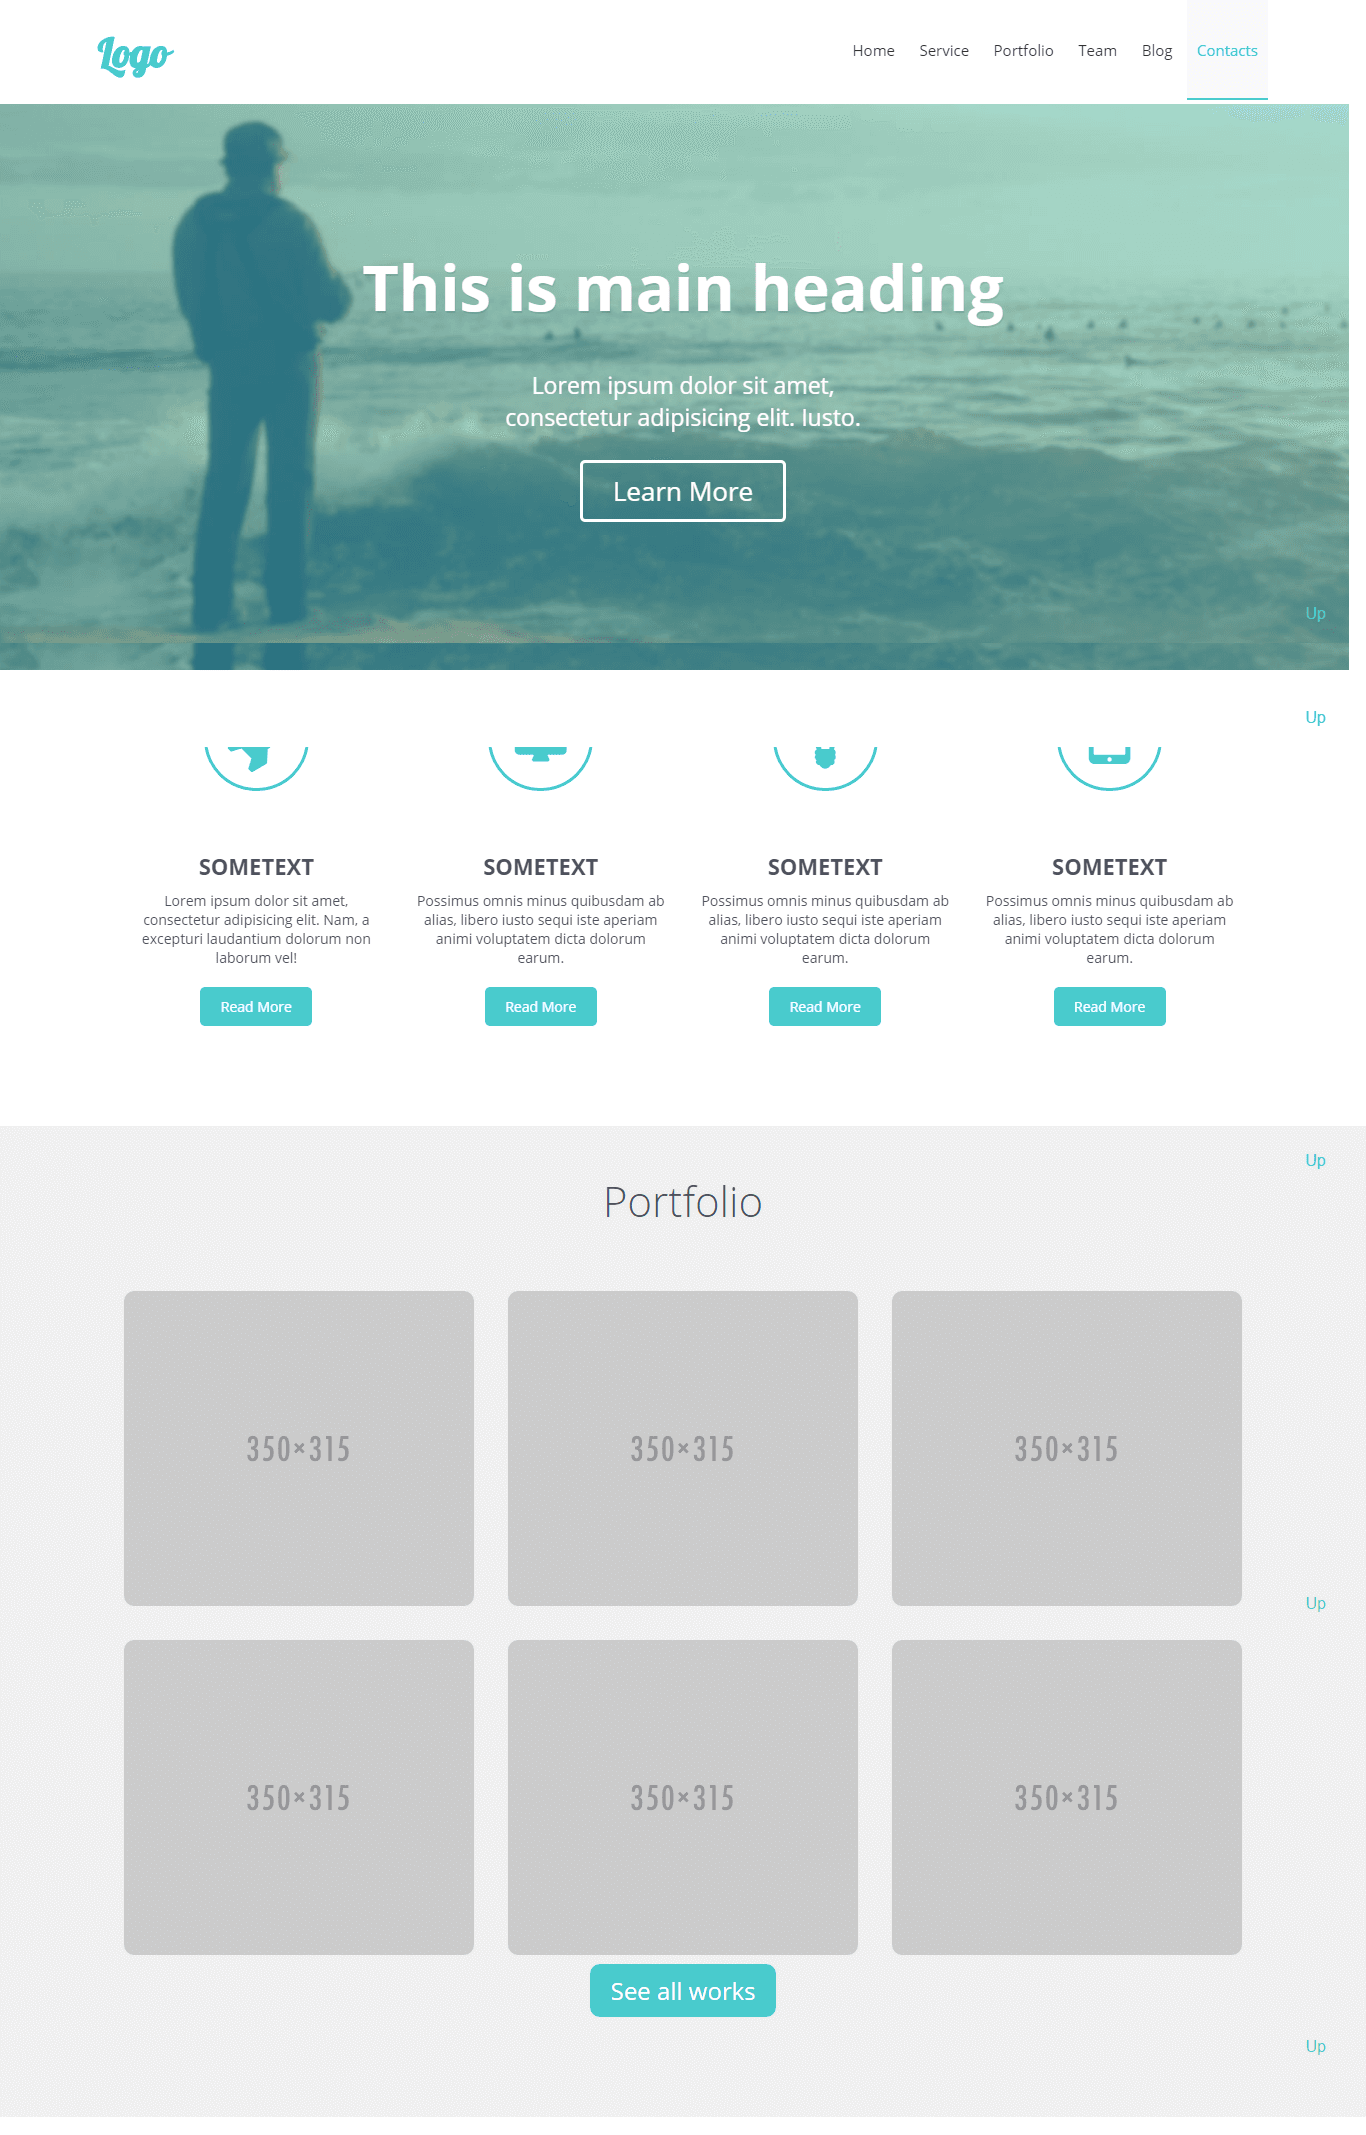 Logo
Home Service Portfolio Team Blog Contacts
This is main heading
Lorem ipsum dolor sit amet,
consectetur adipisicing elit. Iusto.
Learn More
Up
Up
SOMETEXT
Lorem ipsum dolor sit amet,
consectetur adipisicing elit. Nam, a
excepturi laudantium dolorum non
laborum vel!
Read More
SOMETEXT
Possimus omnis minus quibusdam ab
alias, libero iusto sequi iste aperiam
animi voluptatem dicta dolorum
earum.
Read More
SOMETEXT
Possimus omnis minus quibusdam ab
alias, libero iusto sequi iste aperiam
animi voluptatem dicta dolorum
earum.
Read More
SOMETEXT
Possimus omnis minus quibusdam ab
alias, libero iusto sequi iste aperiam
animi voluptatem dicta dolorum
earum.
Read More
Up
Portfolio
350×315
350×315
350×315
Up
350×315
350×315
350×315
See all works
Up